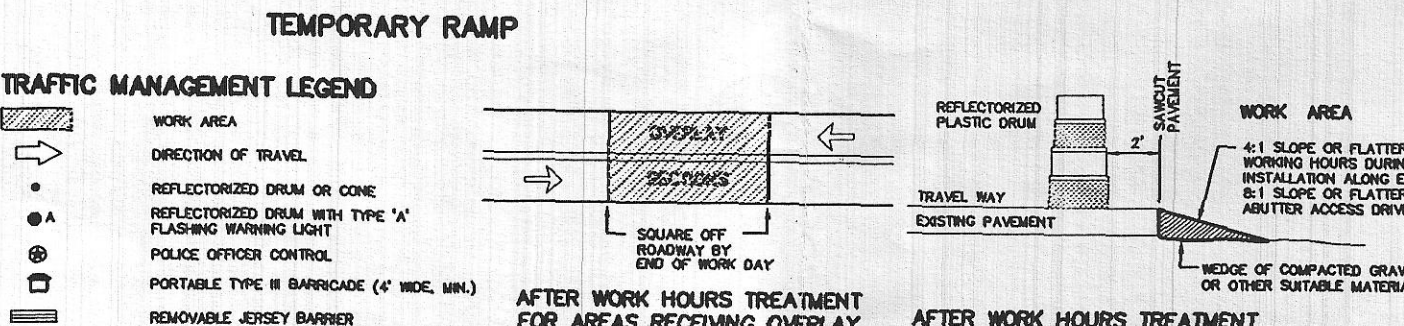 TEMPORARY RAMP
TRAFFIC MANAGEMENT LEGEND
WORK AREA
DIRECTION OF TRAVEL
REFLECTORIZED DRUM OR CONE
A
REFLECTORIZED DRUM WITH TYPE 'A'
FLASHING WARNING LIGHT
POLICE OFFICER CONTROL
PORTABLE TYPE III BARRICADE (4' WIDE, MIN.)
REMOVABLE JERSEY BARRIER
OVERLAY
SECTIONS
SQUARE OFF
ROADWAY BY
END OF WORK DAY
AFTER WORK HOURS TREATMENT
FOR AREAS RECEIVING OVERLAY
REFLECTORIZED
PLASTIC DRUM
2'
SAWCUT
PAVEMENT
WORK AREA
4:1 SLOPE OR FLATTER
WORKING HOURS DURIN
INSTALLATION ALONG E
8:1 SLOPE OR FLATTER
ABUTTER ACCESS DRIVE
TRAVEL WAY
EXISTING PAVEMENT
WEDGE OF COMPACTED GRAV
OR OTHER SUITABLE MATERIA
AFTER WORK HOURS TREATMENT